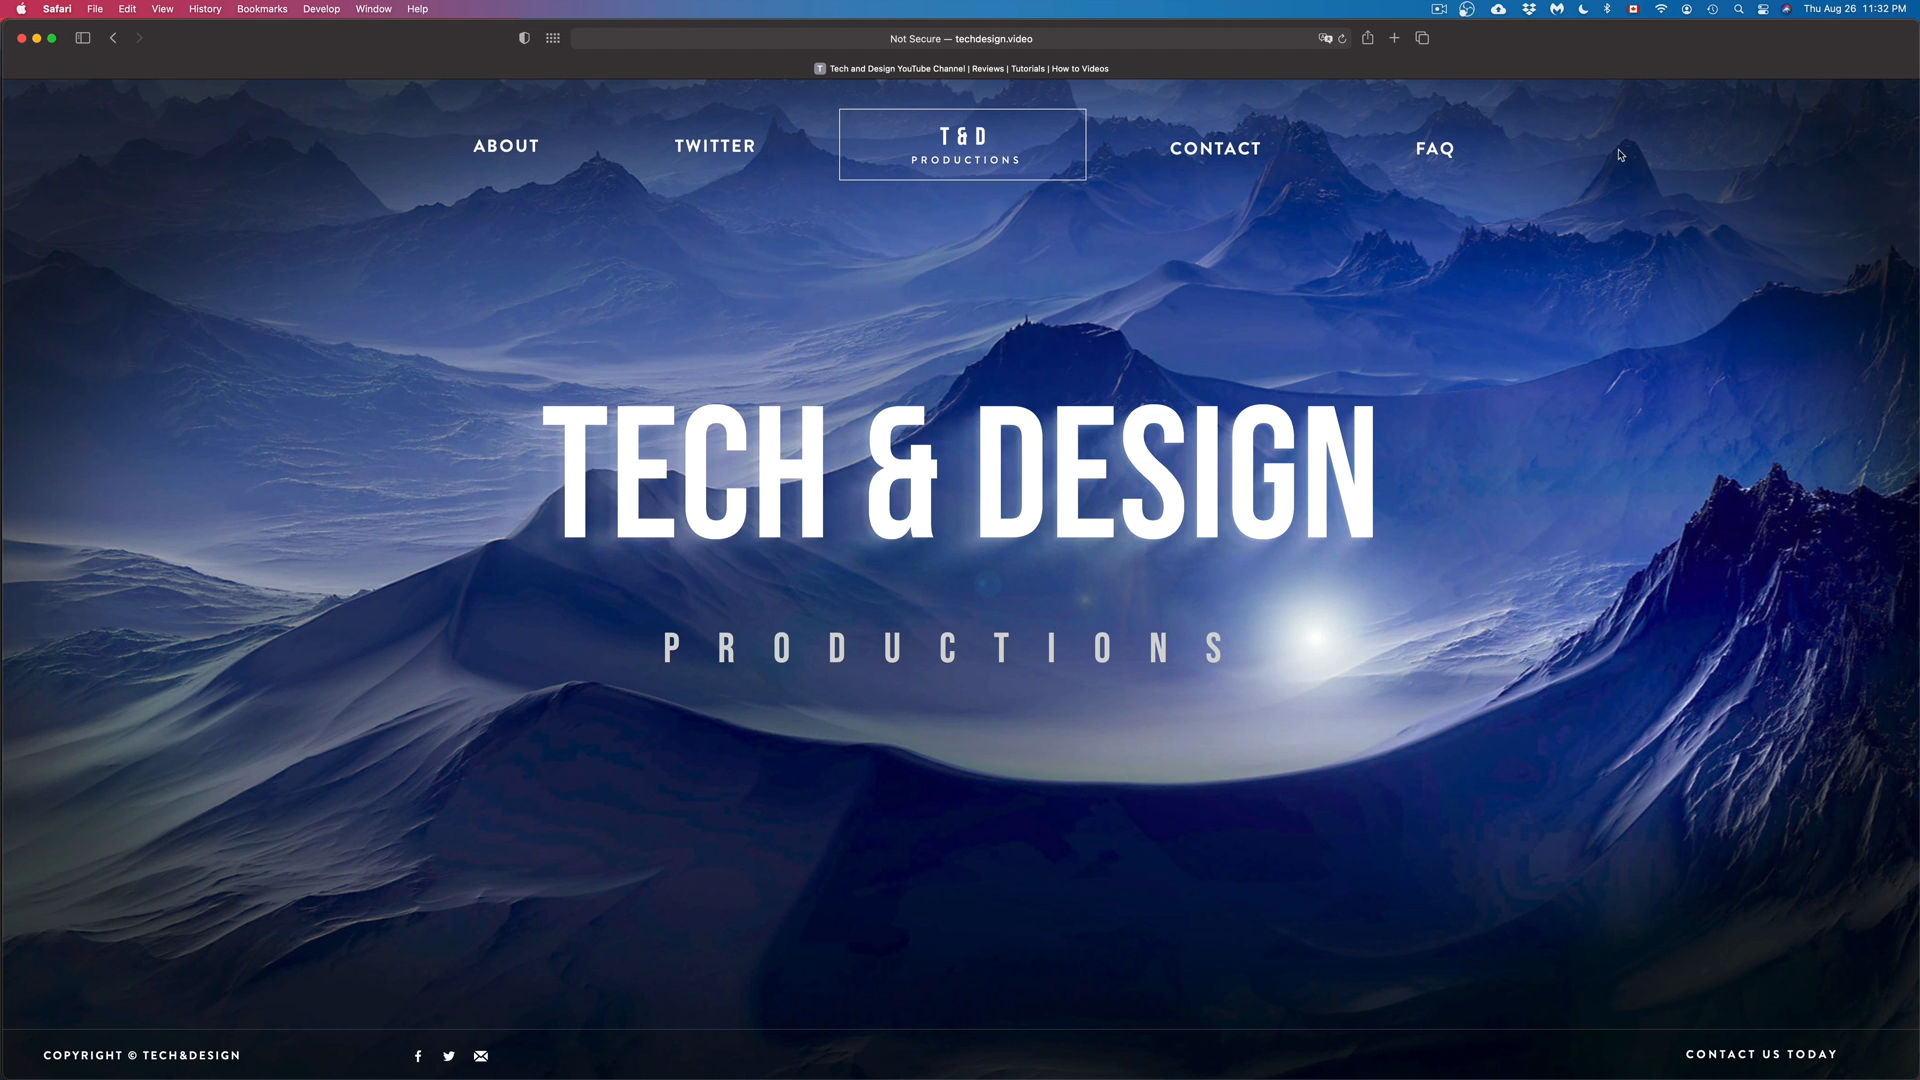 Safari File Edit View History Bookmarks Develop Window Help Thu Aug 26 11:32 PM
Not Secure — techdesign.video
T Tech and Design YouTube Channel | Reviews | Tutorials | How to Videos
ABOUT TWITTER T & D CONTACT FAQ
PRODUCTIONS
TECH & DESIGN
PRODUCTIONS
COPYRIGHT © TECH&DESIGN CONTACT US TODAY